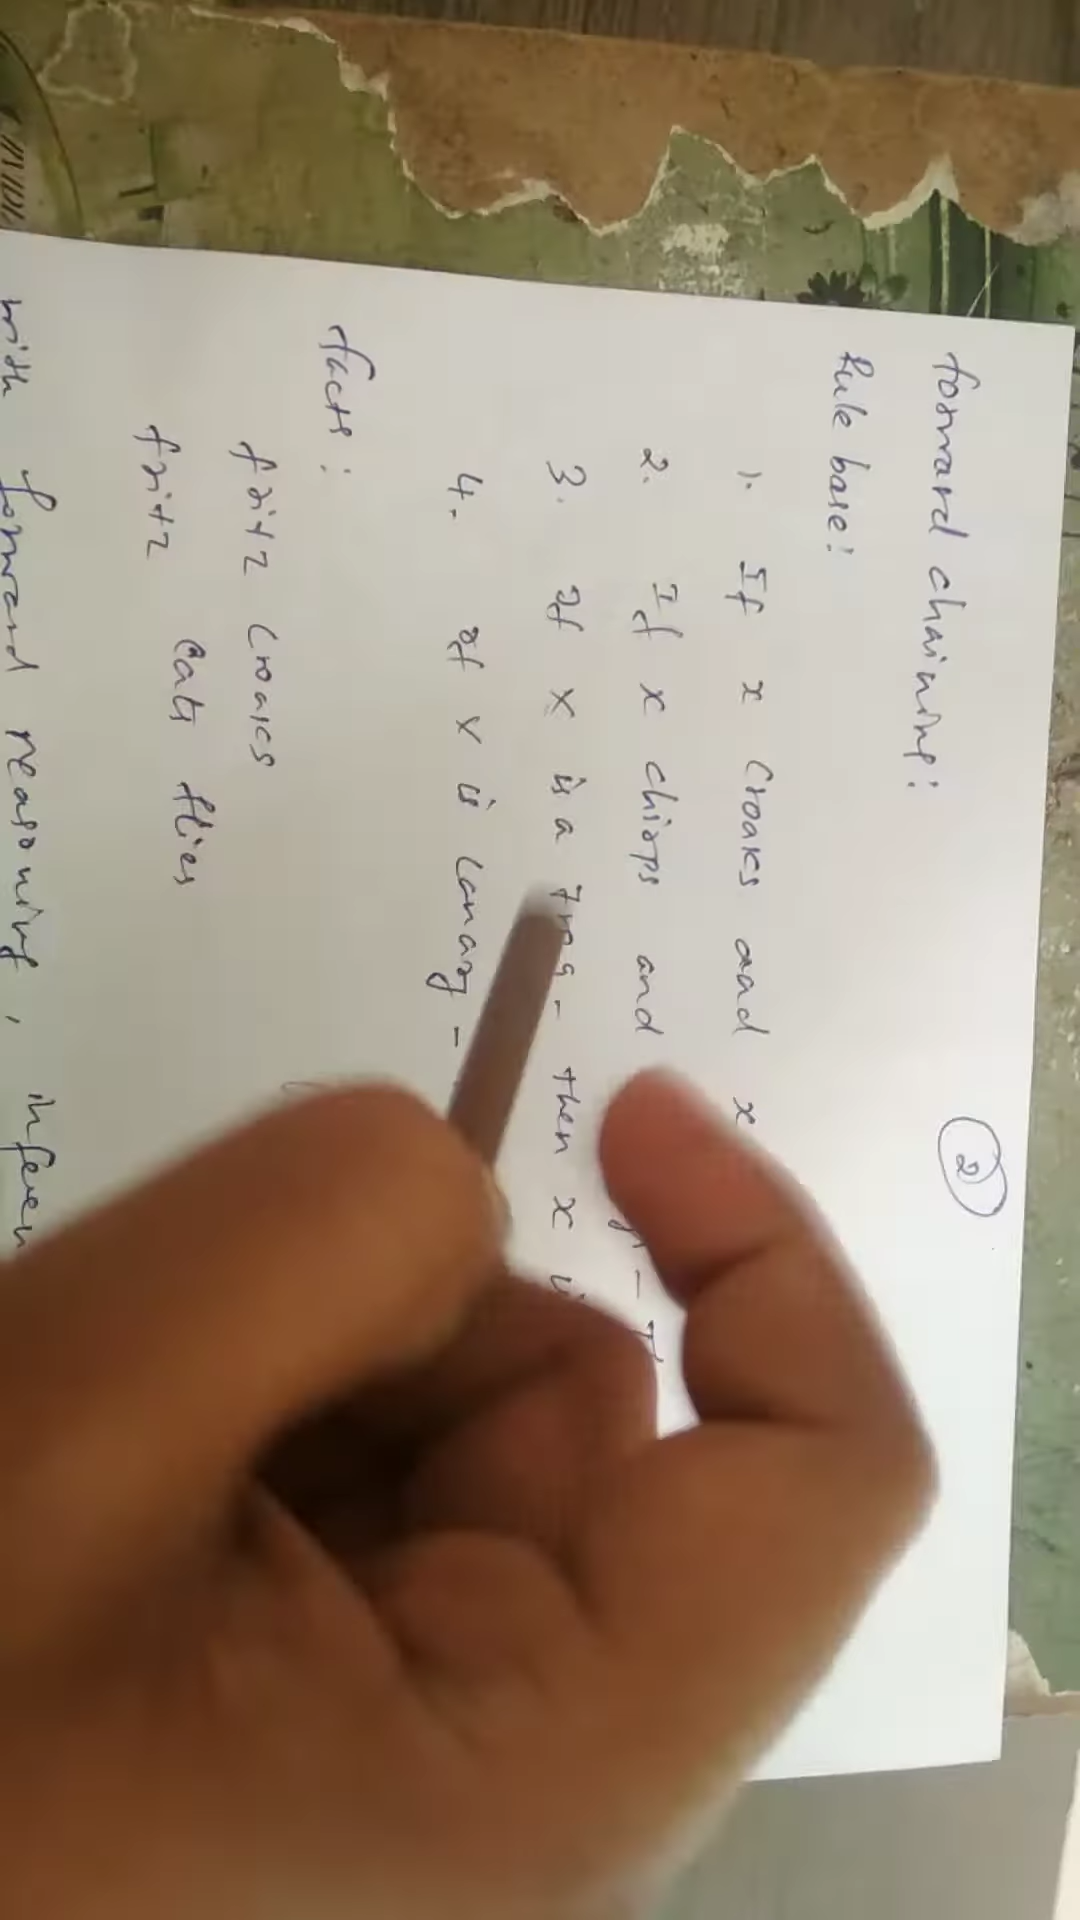 forward chaining:
2
Rule base:
1. If x croaks and x
2. If x chirps and
3. If x is a frog - then x is
4. If x is Canary -
facts:
fritz croaks
fritz eats flies
with forward reasoning,